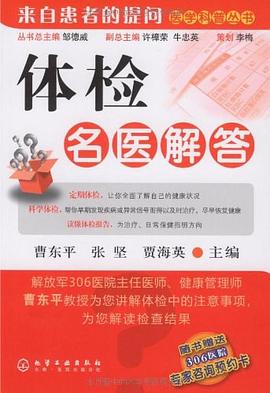 来自患者的提问 医学科普丛书
丛书总主编 邹德威 副总主编 许樟荣 牛忠英 策划 李梅
体检
名医解答
定期体检，让你全面了解自己的健康状况
科学体检，帮你早期发现疾病或异常信号而得以及时治疗，尽早恢复健康
读懂体检报告，为治疗、日常保健指明方向
曹东平 张 坚 贾海英 主编
解放军306医院主任医师、健康管理师
曹东平教授为您讲解体检中的注意事项，
为您解读检查结果
随书赠送
306医院
专家咨询预约卡
化学工业出版社